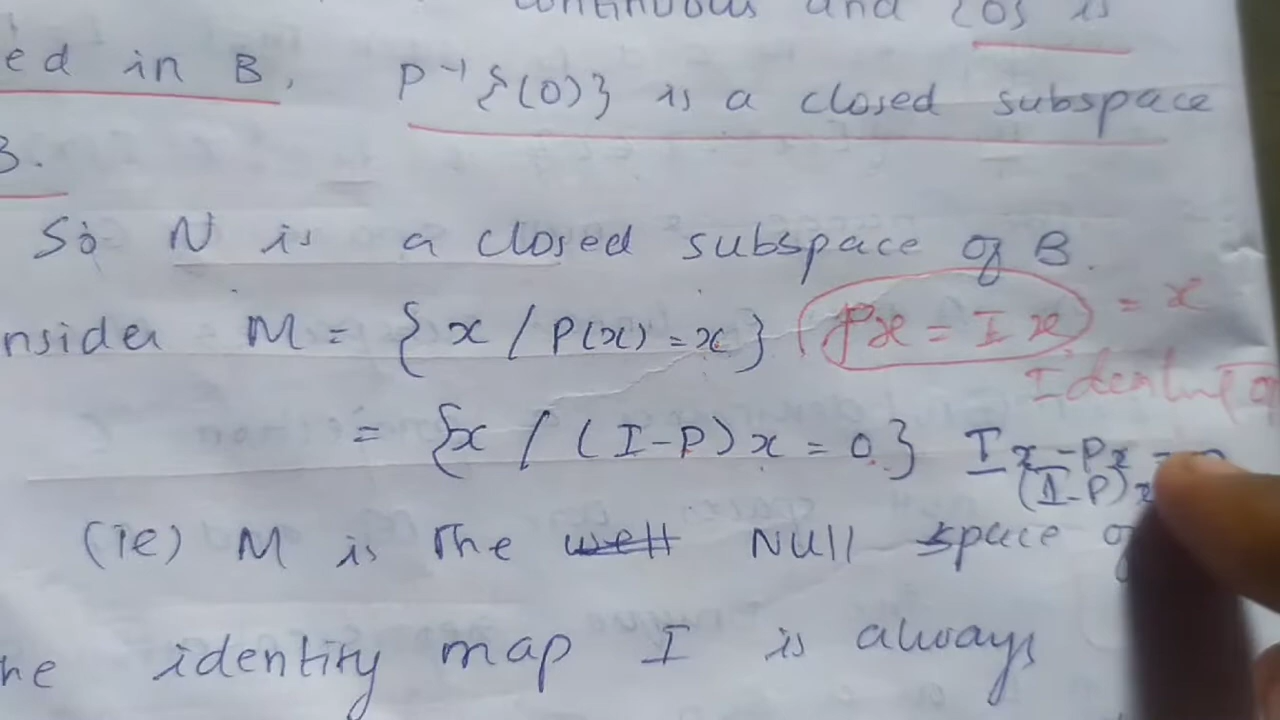 continuous and {0} is
ed in B, P⁻¹{(0)} is a closed subspace
B.
So N is a closed subspace of B.
nsider M = {x / P(x) = x} (Px = Ix) = x
Identity
= {x / (I-P)x = 0} Ix - Px =
(I-P)x
(ie) M is the Null space of
he identity map I is always